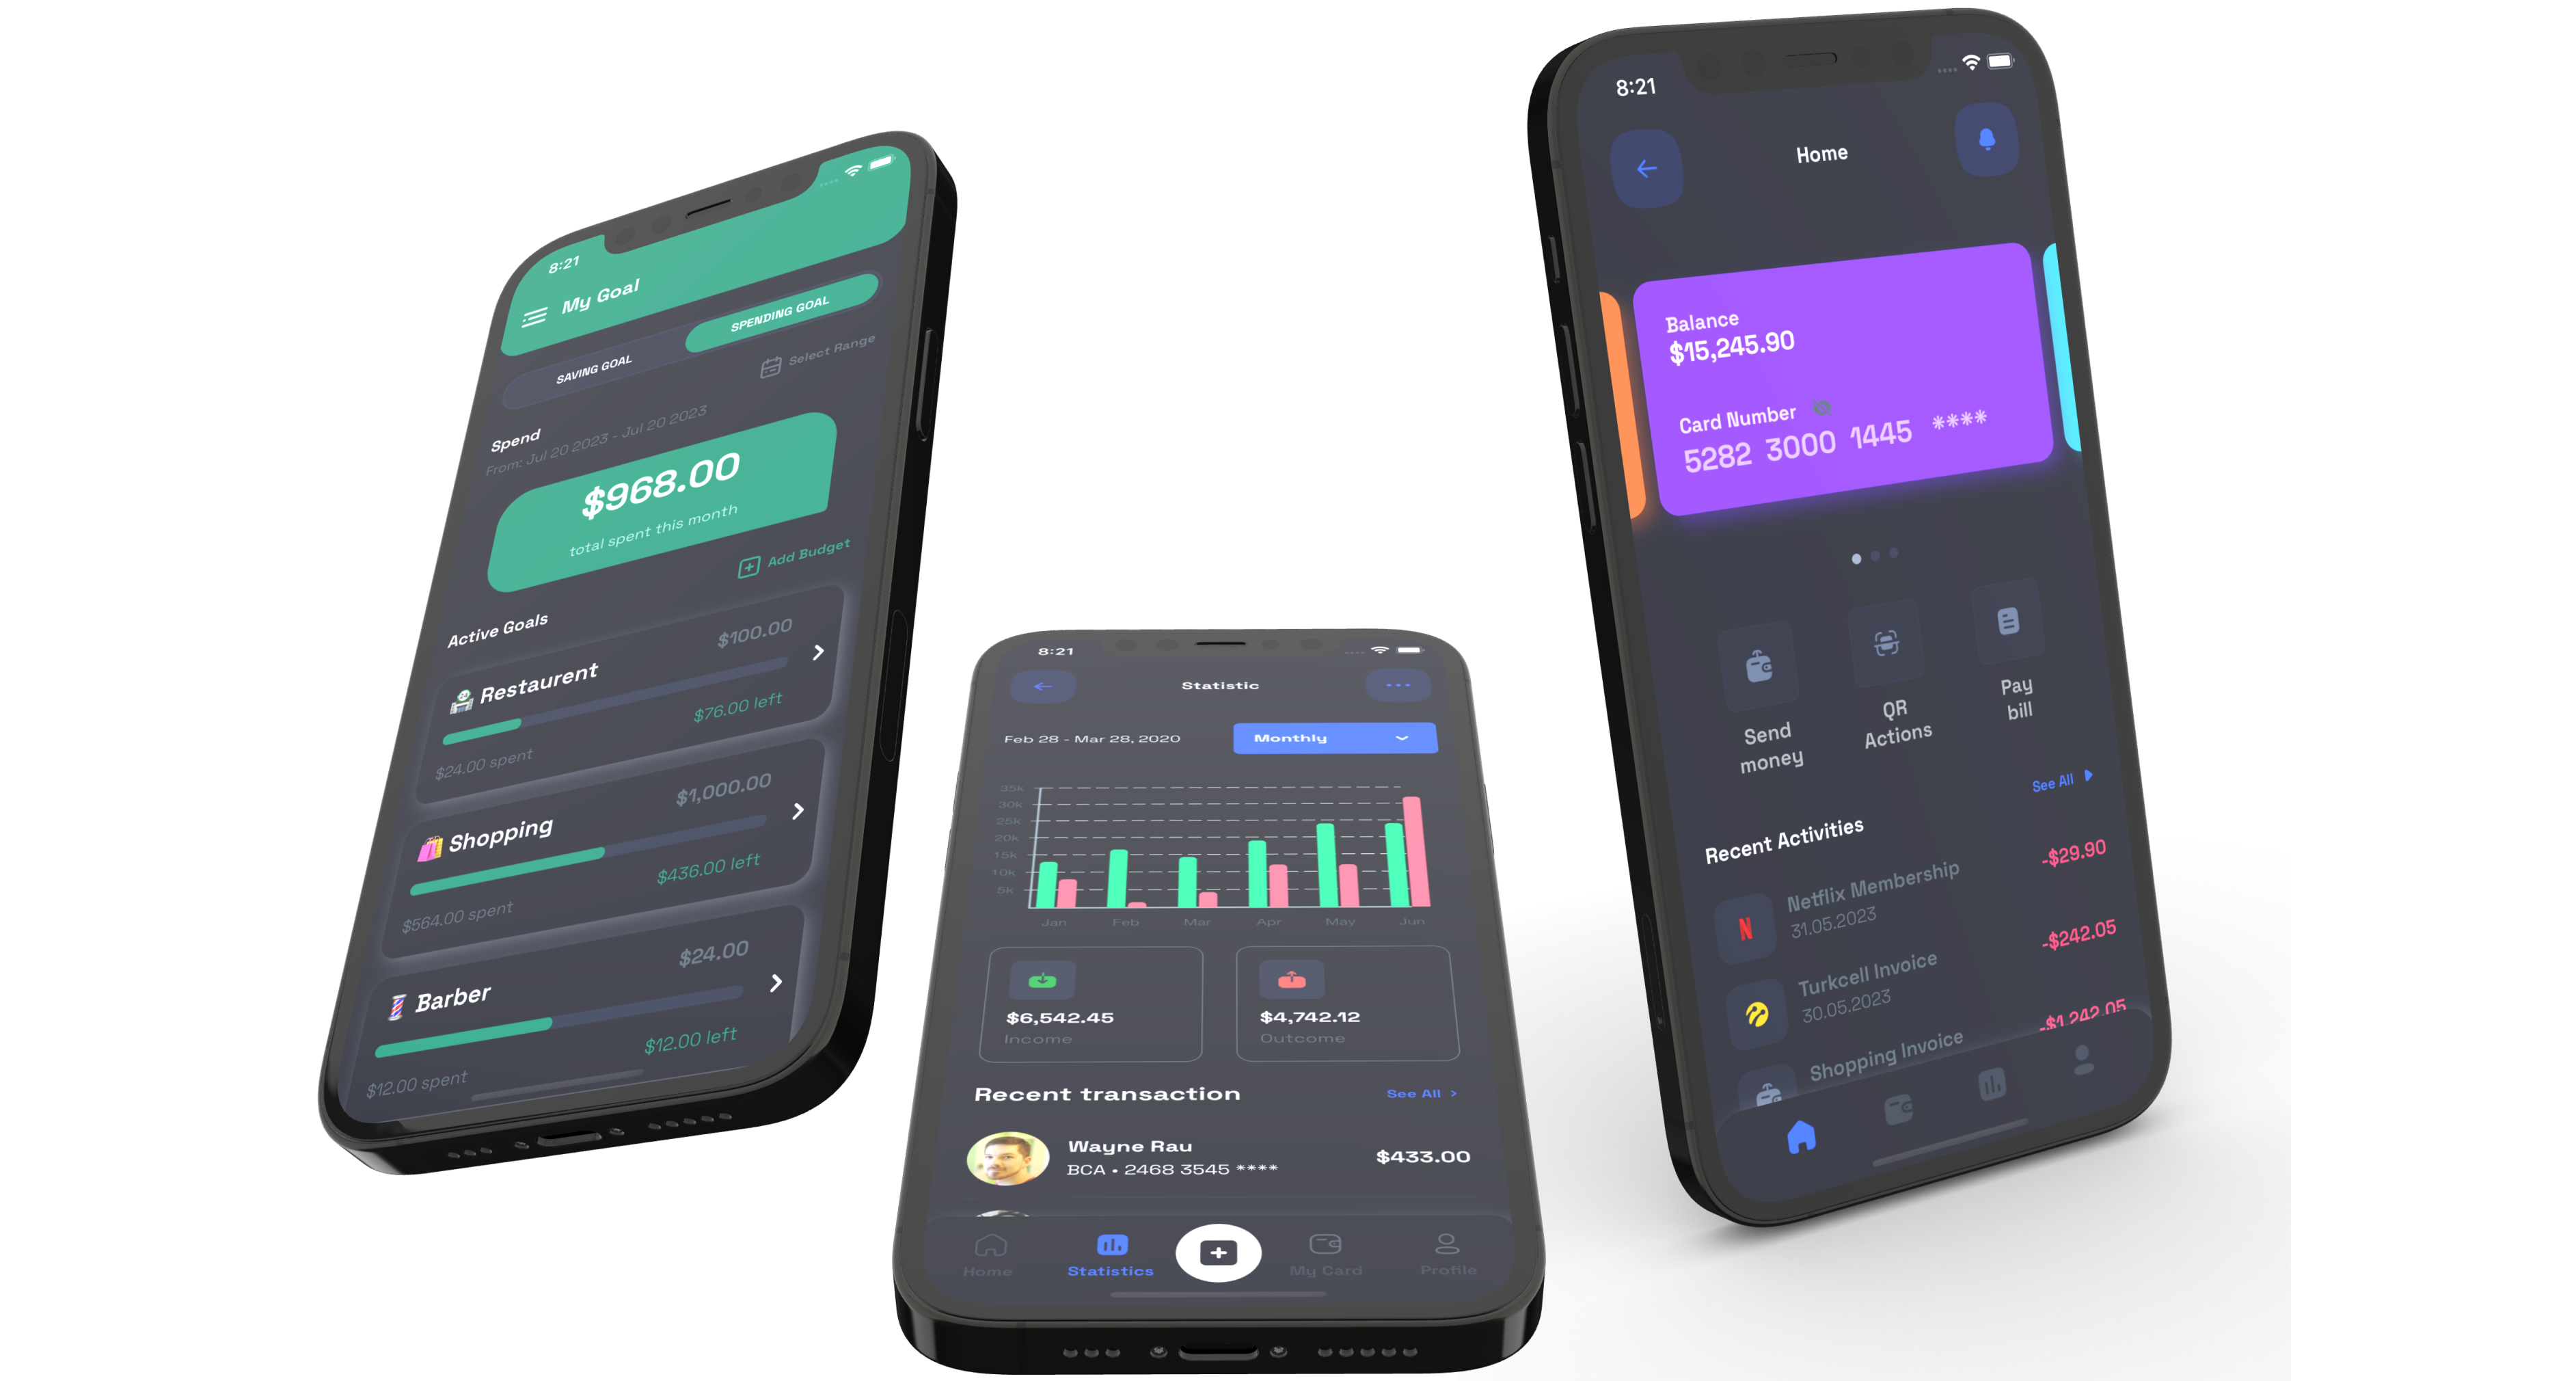 8:21
My Goal
SAVING GOAL
SPENDING GOAL
Select Range
Spend
From: Jul 20 2023 - Jul 20 2023
$968.00
total spent this month
Add Budget
Active Goals
$100.00
Restaurent
$76.00 left
$24.00 spent
$1,000.00
Shopping
$436.00 left
$564.00 spent
$24.00
Barber
$12.00 left
$12.00 spent
8:21
Statistic
Feb 28 - Mar 28, 2020
Monthly
35k
30k
25k
20k
15k
10k
5k
Jan Feb Mar Apr May Jun
$6,542.45
Income
$4,742.12
Outcome
Recent transaction
See All >
Wayne Rau
BCA • 2468 3545 ****
$433.00
Home
Statistics
My Card
Profile
8:21
Home
Balance
$15,245.90
Card Number
5282 3000 1445 ****
Send
money
QR
Actions
Pay
bill
See All
Recent Activities
Netflix Membership
31.05.2023
-$29.90
N
Turkcell Invoice
30.05.2023
-$242.05
Shopping Invoice
-$1,242.05